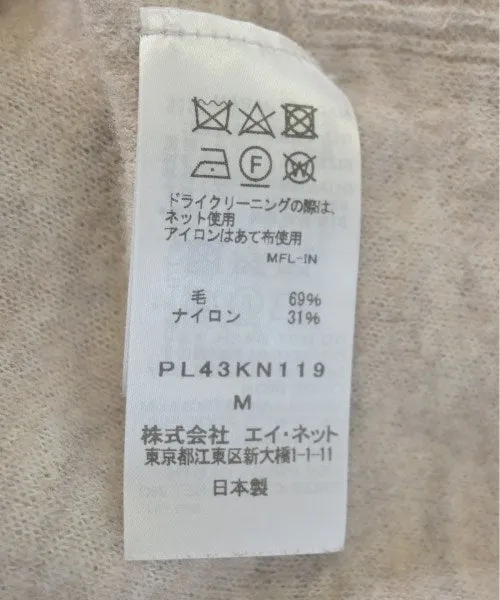 F W
ドライクリーニングの際は、
ネット使用
アイロンはあて布使用
MFL-IN
毛 69%
ナイロン 31%
PL43KN119
M
株式会社 エイ・ネット
東京都江東区新大橋1-1-11
日本製